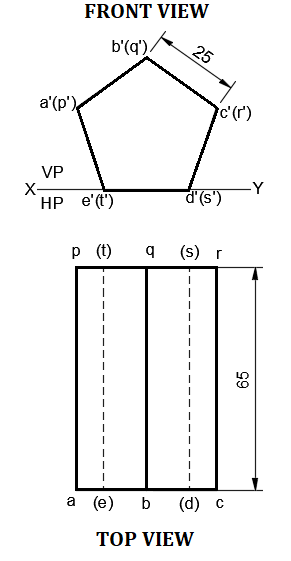 FRONT VIEW
b'(q')
25
a'(p')
c'(r')
VP
X
Y
HP
e'(t')
d'(s')
p (t) q (s) r
65
a (e) b (d) c
TOP VIEW